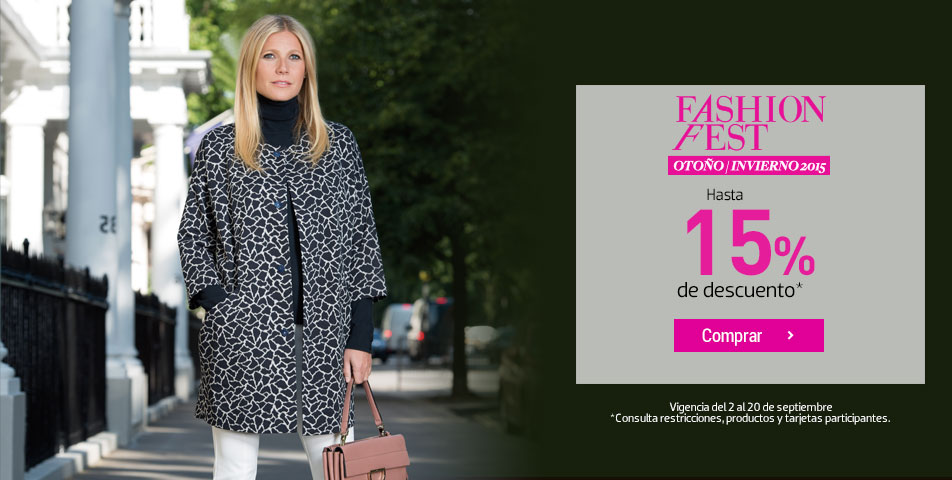 35
FASHION
FEST
OTOÑO / INVIERNO 2015
Hasta
15%
de descuento*
Comprar >
Vigencia del 2 al 20 de septiembre
*Consulta restricciones, productos y tarjetas participantes.